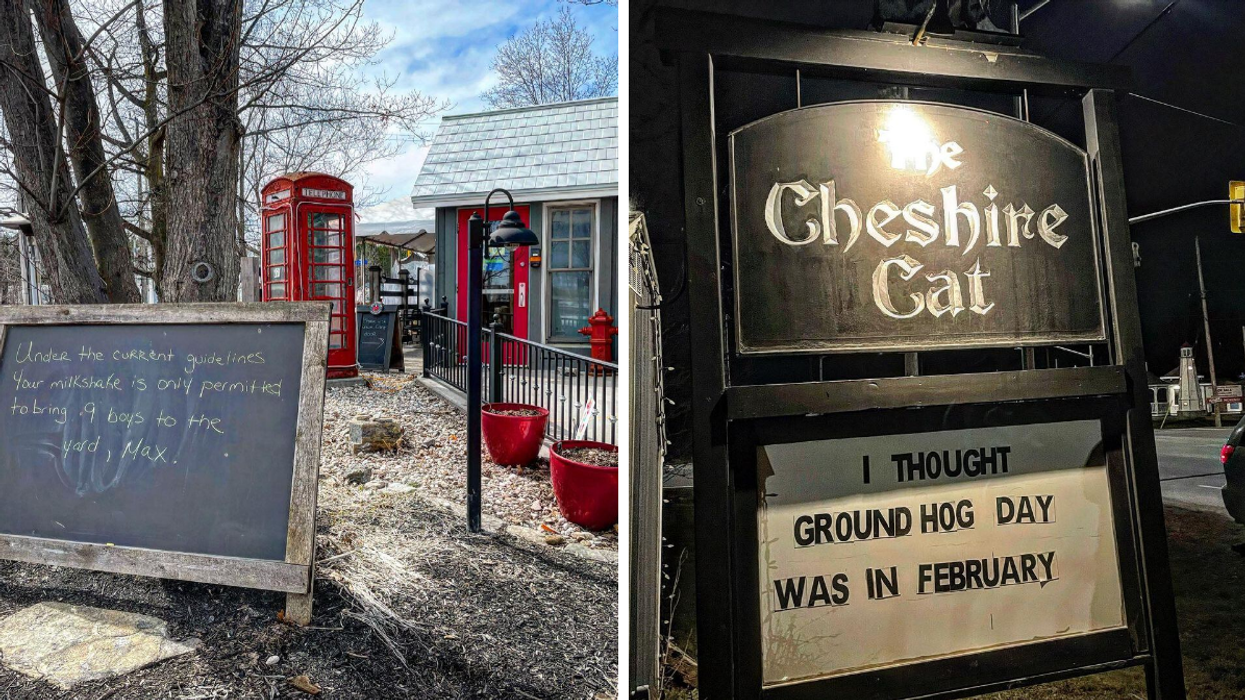 TELEPHONE
Under the current guidelines
Your milkshake is only permitted
to bring .9 boys to the
yard, Max.
The
Cheshire
Cat
I THOUGHT
GROUND HOG DAY
WAS IN FEBRUARY